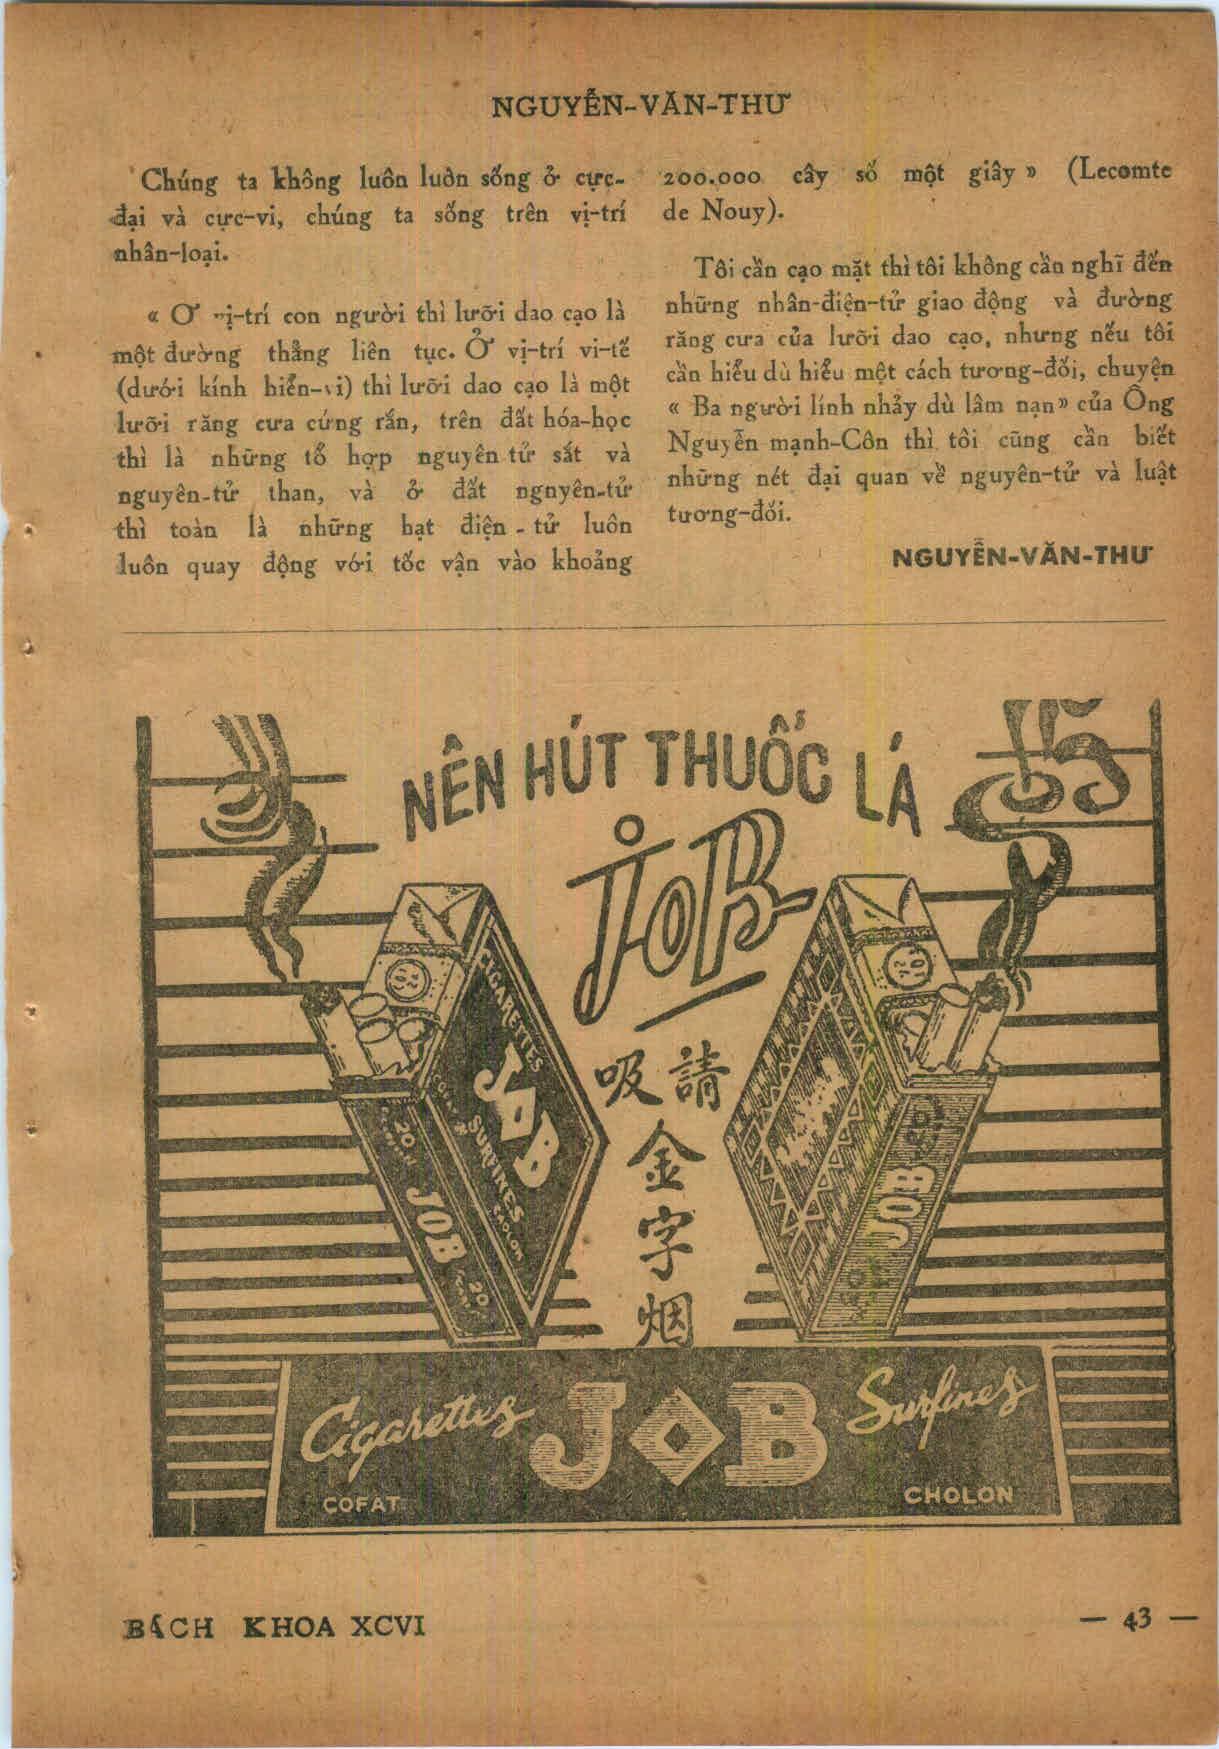 NGUYỄN-VĂN-THƯ
Chúng ta không luôn luôn sống ở cực-
đại và cực-vi, chúng ta sống trên vị-trí
nhân-loại.
« Ơ vị-trí con người thì lưỡi dao cạo là
một đường thẳng liên tục. Ở vị-trí vi-tế
(dưới kính hiển-vi) thì lưỡi dao cạo là một
lưỡi răng cưa cứng rắn, trên đất hóa-học
thì là những tổ hợp nguyên tử sắt và
nguyên-tử than, và ở đất ngnyên-tử
thì toàn là những hạt điện - tử luôn
luôn quay động với tốc vận vào khoảng
200.000 cây số một giây » (Lecomte
de Nouy).
Tôi cần cạo mặt thì tôi không cần nghĩ đến
những nhân-điện-tử giao động và đường
răng cưa của lưỡi dao cạo, nhưng nếu tôi
cần hiểu dù hiểu một cách tương-đối, chuyện
« Ba người lính nhảy dù lâm nạn» của Ông
Nguyễn mạnh-Côn thì tôi cũng cần biết
những nét đại quan về nguyên-tử và luật
tương-đối.
NGUYỄN-VĂN-THƯ
NÊN HÚT THUỐC LÁ
JOB
請吸
金
字
烟
CIGARETTES
JOB
SURFINES
CHOLON
20
JOB
20
JOB
Cigarettes JOB Surfines
COFAT CHOLON
BÁCH KHOA XCVI
— 43 —